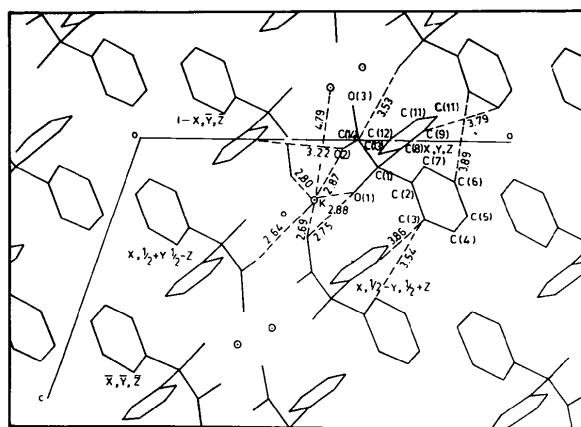 1-X, Y̅, Z̅
O(3)
C(11)
C(11)
3.53
4.79
C(12)
C(9)
3.79
O
3.22
O2
C(8)
X, Y, Z
a
C(7)
C(1)
3.89
2.80
2.87
C(2)
C(6)
K
O(1)
2.88
C(3)
C(5)
2.69
2.75
C(4)
X, ½+Y ½-Z
2.64
3.86
3.54
X, ½-Y, ½+Z
X̅, Y̅, Z̅
C